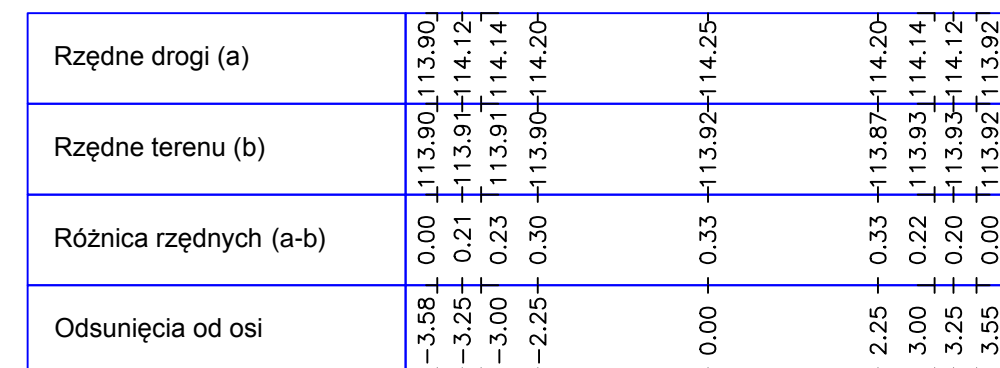 Rzędne drogi (a) 113.90 114.12 114.14 114.20 114.25 114.20 114.14 114.12 113.92
Rzędne terenu (b) 113.90 113.91 113.91 113.90 113.92 113.87 113.93 113.93 113.92
Różnica rzędnych (a-b) 0.00 0.21 0.23 0.30 0.33 0.33 0.22 0.20 0.00
Odsunięcia od osi -3.58 -3.25 -3.00 -2.25 0.00 2.25 3.00 3.25 3.55